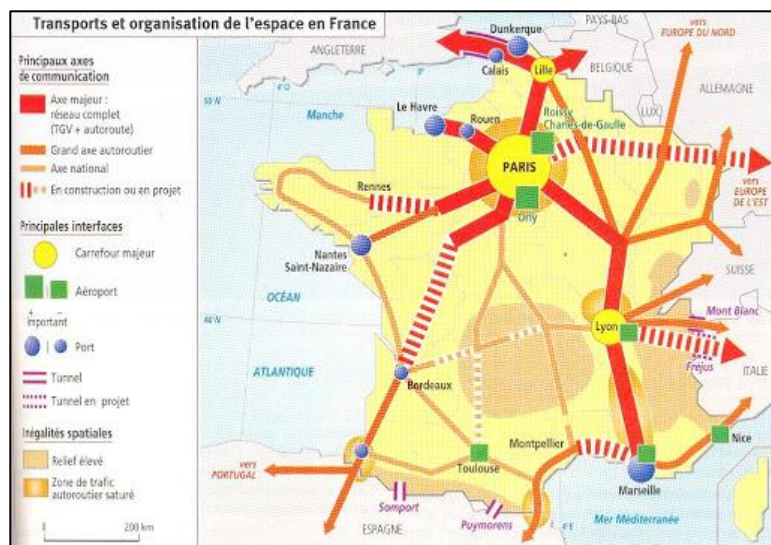 Transports et organisation de l'espace en France
Principaux axes
de communication
Axe majeur :
réseau complet
(TGV + autoroute)
Grand axe autoroutier
Axe national
En construction ou en projet
Principales interfaces
Carrefour majeur
Aéroport
+ −
important
Port
Tunnel
Tunnel en projet
Inégalités spatiales
Relief élevé
Zone de trafic
autoroutier saturé
0 200 km
PAYS-BAS
vers
EUROPE DU NORD
ANGLETERRE
Dunkerque
Calais
Lille
BELGIQUE
ALLEMAGNE
LUX
4°O
0°
50°N
Manche
Le Havre
Rouen
Roissy
Charles-de-Gaulle
PARIS
Orly
vers
EUROPE
DE L'EST
Rennes
Nantes
Saint-Nazaire
SUISSE
OCÉAN
Lyon
Mont Blanc
Fréjus
ATLANTIQUE
Bordeaux
ITALIE
Montpellier
Nice
vers
PORTUGAL
Toulouse
Marseille
Somport
Puymorens
ESPAGNE
4°E
Mer Méditerranée